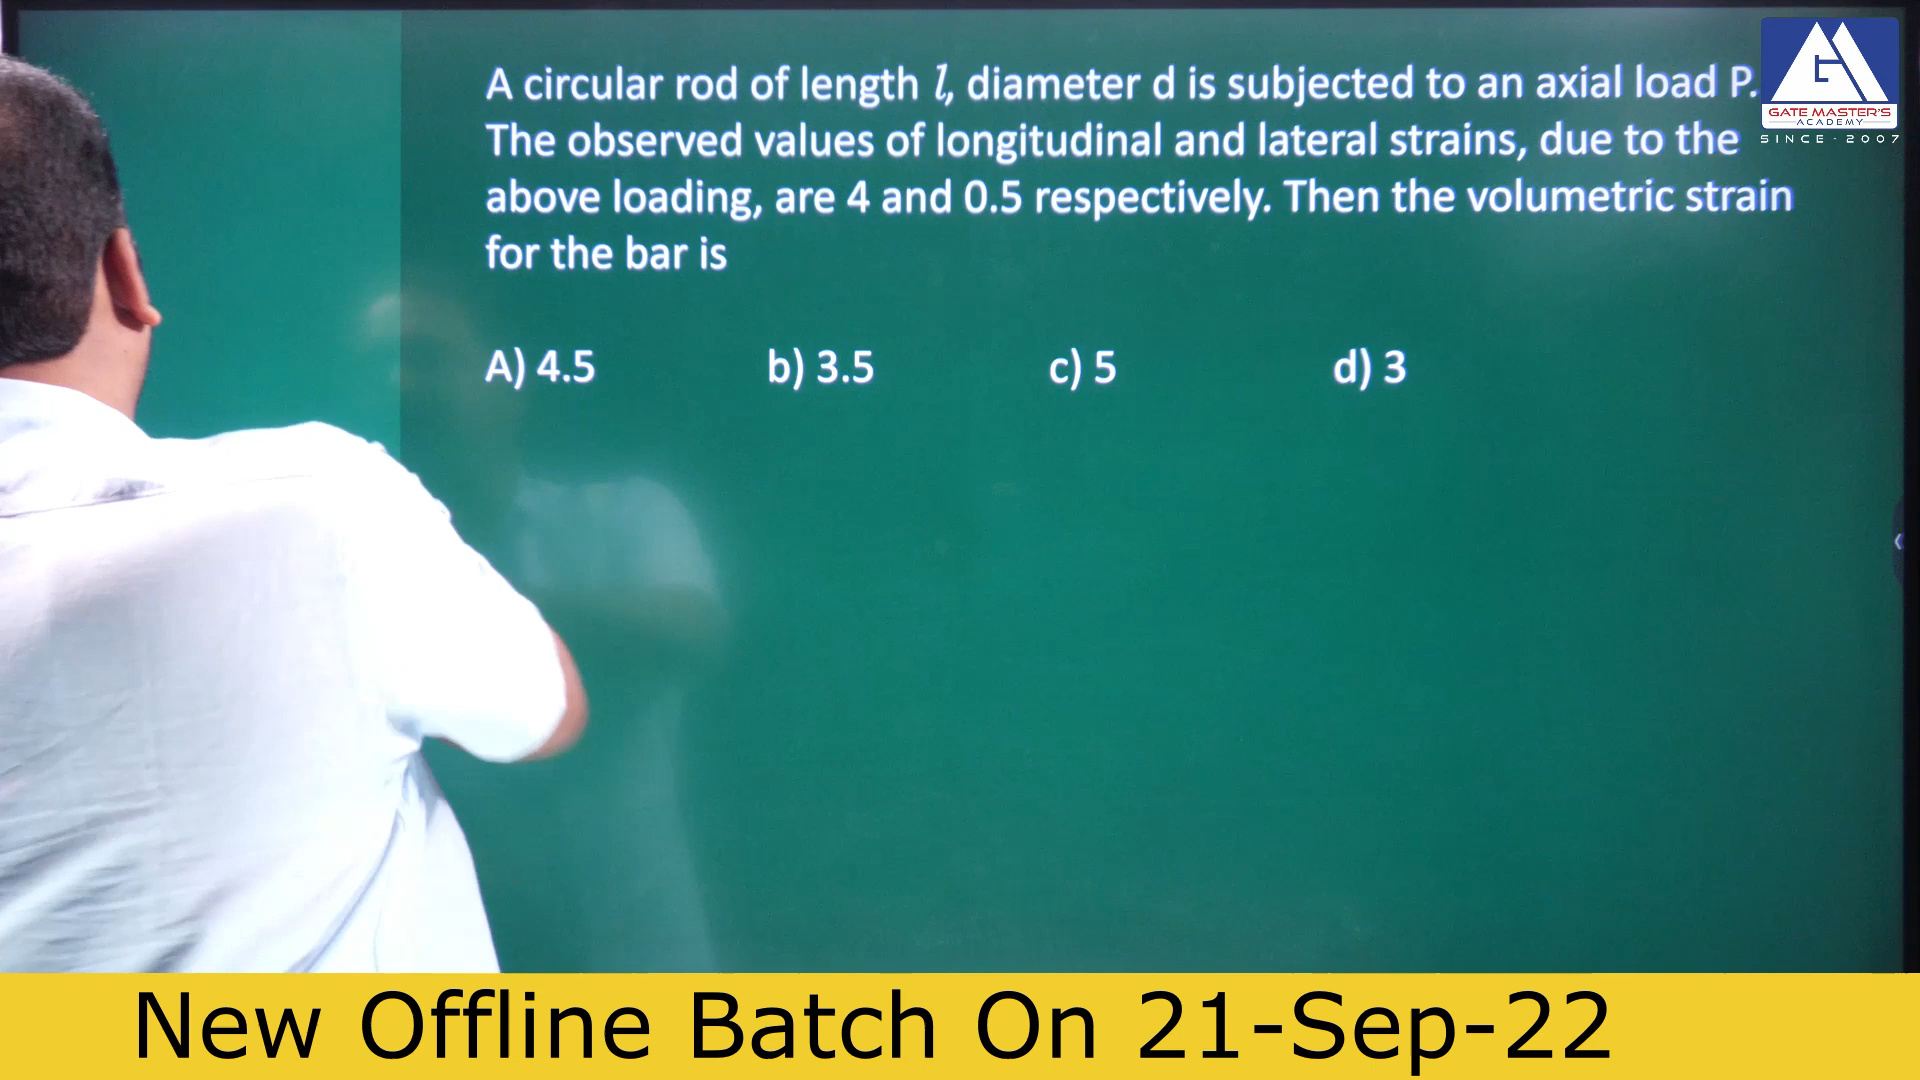 A circular rod of length l, diameter d is subjected to an axial load P.
The observed values of longitudinal and lateral strains, due to the
above loading, are 4 and 0.5 respectively. Then the volumetric strain
for the bar is
A) 4.5 b) 3.5 c) 5 d) 3
GATE MASTER'S
ACADEMY
SINCE - 2007
New Offline Batch On 21-Sep-22